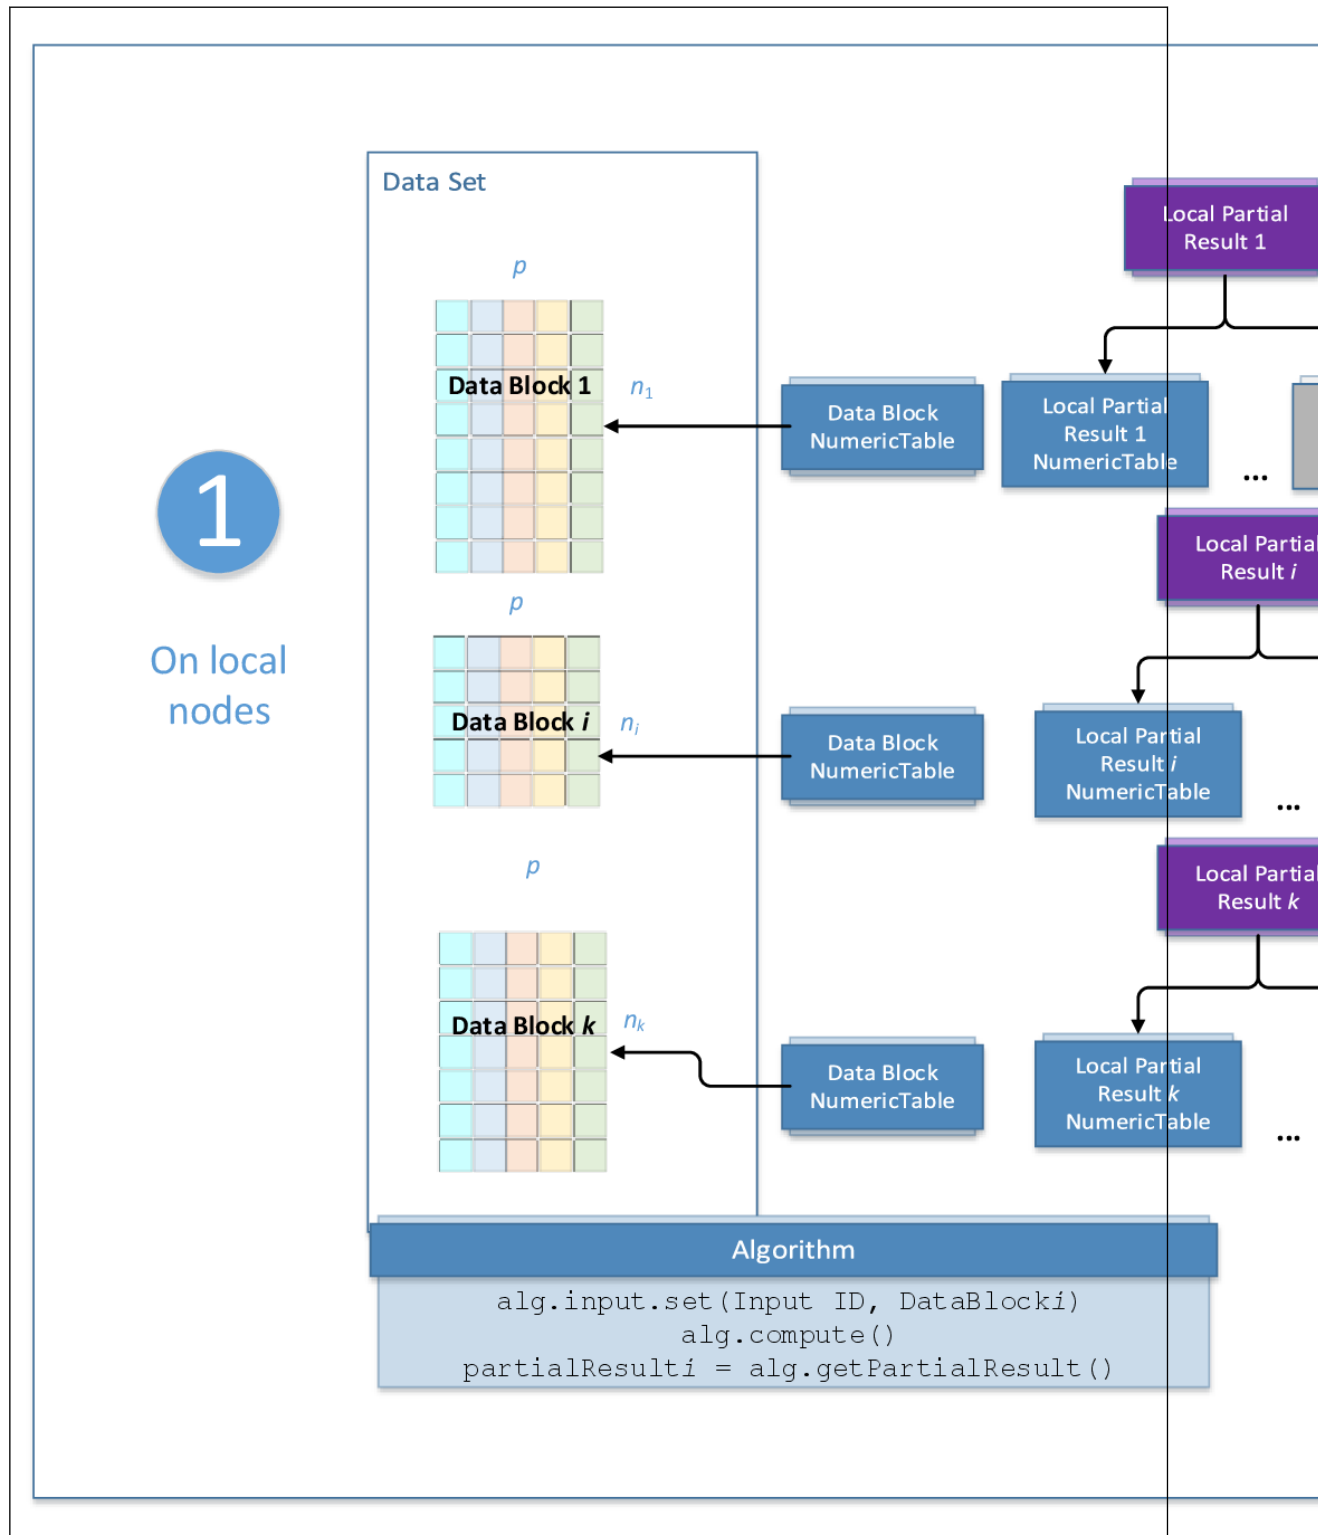 Data Set
Local Partial
Result 1
p
Data Block 1
n1
Data Block
NumericTable
Local Partial
Result 1
NumericTable
...
1
On local
nodes
Local Partial
Result i
p
Data Block i
ni
Data Block
NumericTable
Local Partial
Result i
NumericTable
...
Local Partial
Result k
p
Data Block k
nk
Data Block
NumericTable
Local Partial
Result k
NumericTable
...
Algorithm
alg.input.set(Input ID, DataBlocki)
alg.compute()
partialResulti = alg.getPartialResult()